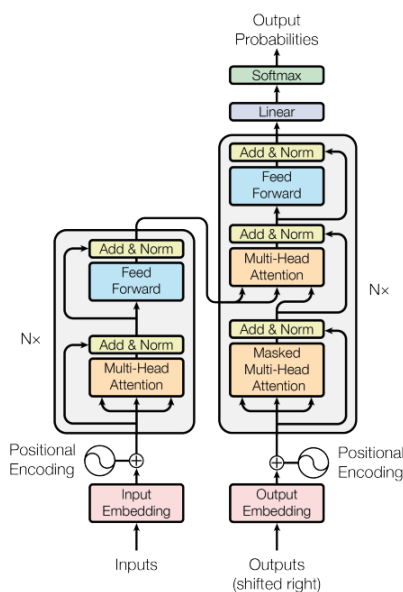 Output
Probabilities
Softmax
Linear
Add & Norm
Feed
Forward
Add & Norm
Multi-Head
Attention
Add & Norm
Masked
Multi-Head
Attention
N×
Positional
Encoding
Output
Embedding
Outputs
(shifted right)
Add & Norm
Feed
Forward
Add & Norm
Multi-Head
Attention
N×
Positional
Encoding
Input
Embedding
Inputs